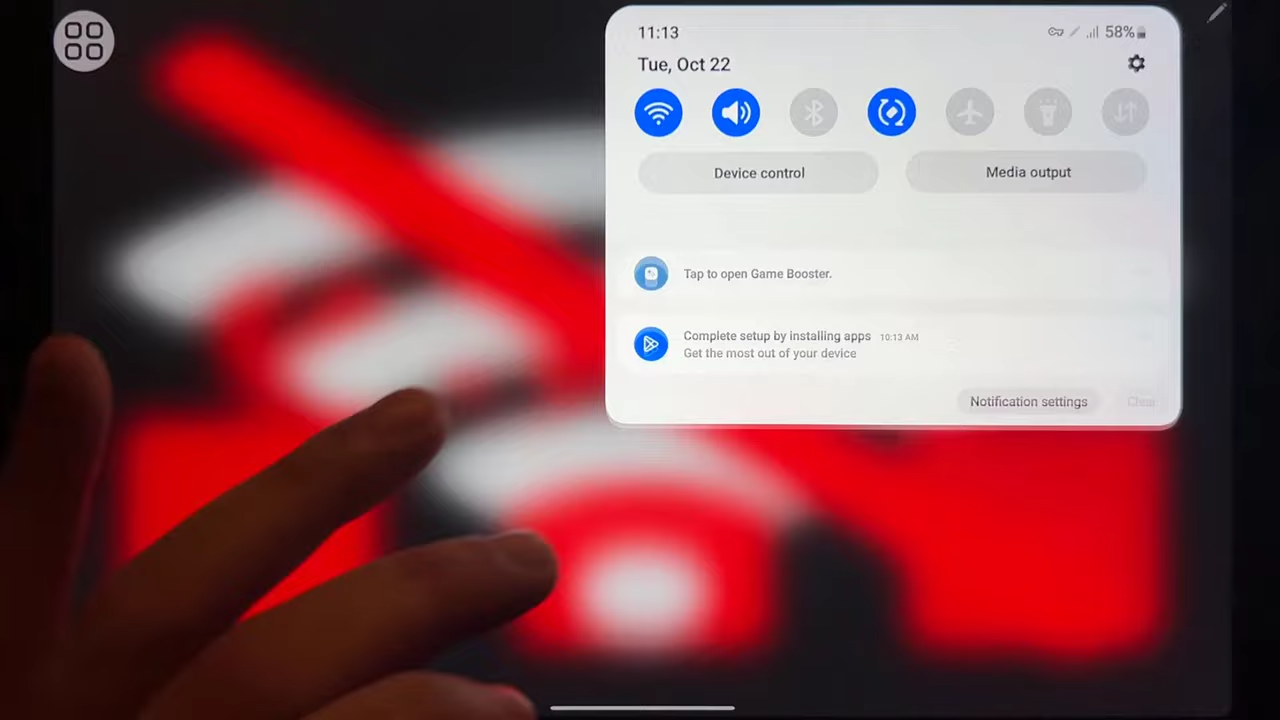 11:13
58%
Tue, Oct 22
Device control
Media output
Tap to open Game Booster.
Complete setup by installing apps 10:13 AM
Get the most out of your device
Notification settings
Clear